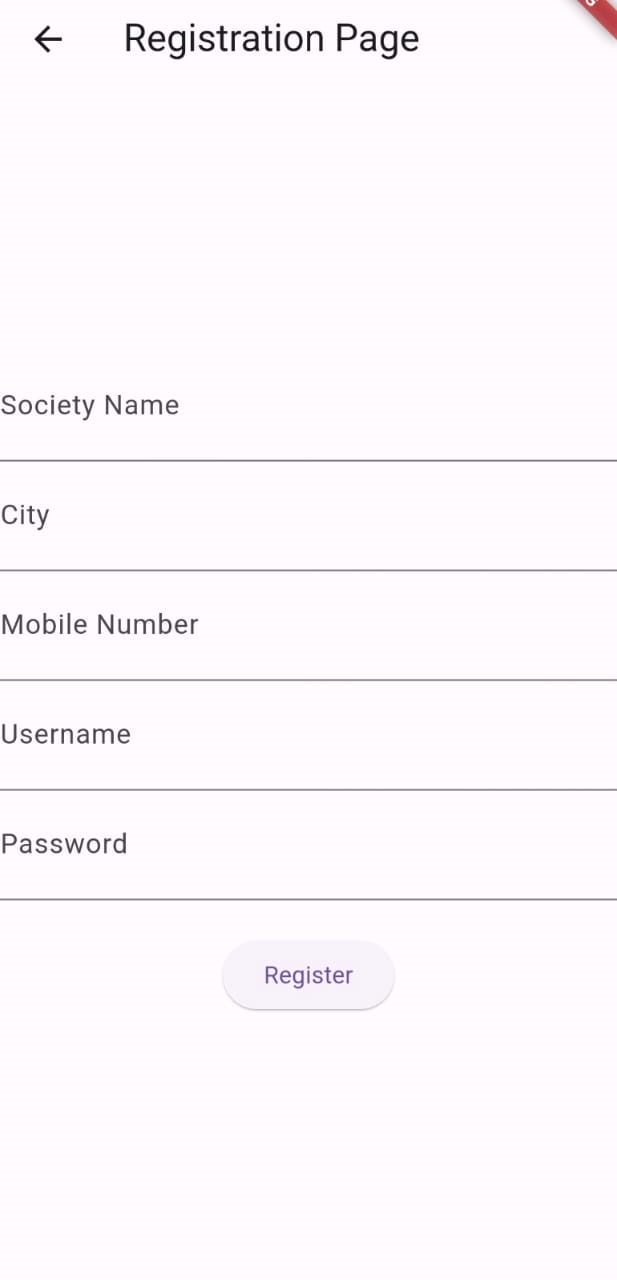 Registration Page
Society Name
City
Mobile Number
Username
Password
Register